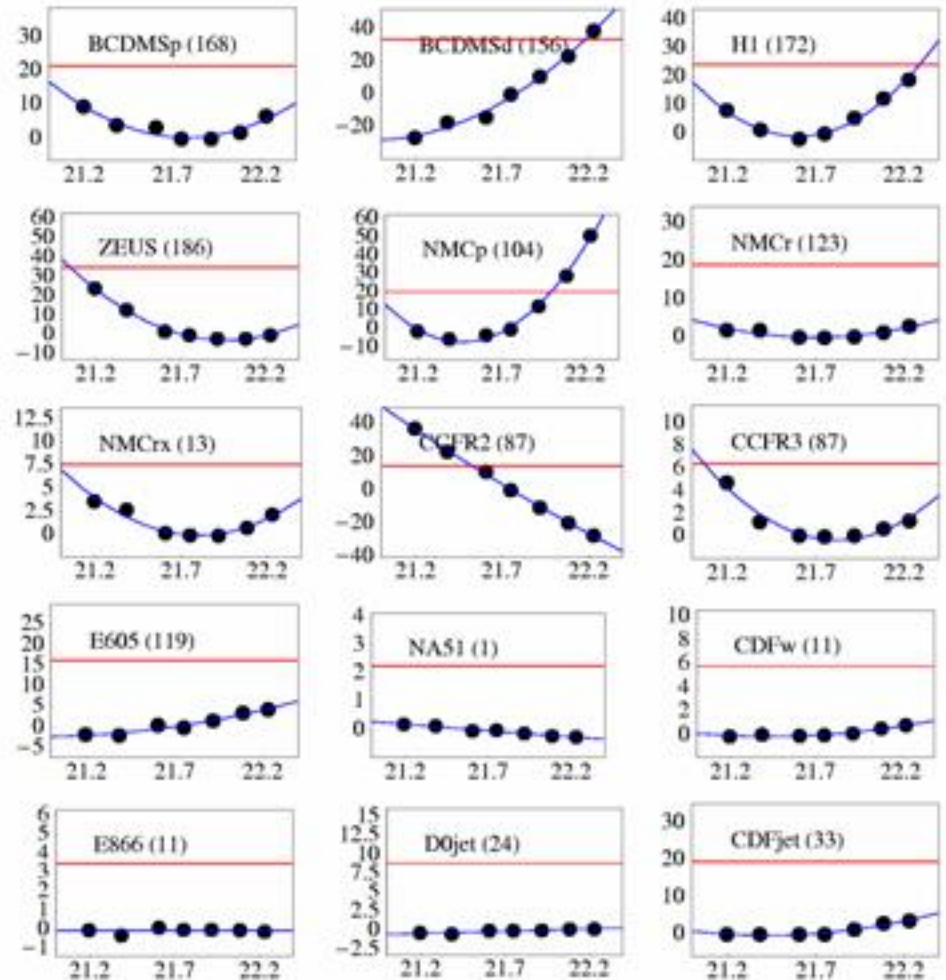 BCDMSp (168)
30
20
10
0
21.2 21.7 22.2
BCDMSd (156)
40
20
0
−20
21.2 21.7 22.2
H1 (172)
40
30
20
10
0
21.2 21.7 22.2
ZEUS (186)
60
50
40
30
20
10
0
−10
21.2 21.7 22.2
NMCp (104)
60
50
40
30
20
10
0
−10
21.2 21.7 22.2
NMCr (123)
30
20
10
0
21.2 21.7 22.2
NMCrx (13)
12.5
10
7.5
5
2.5
0
21.2 21.7 22.2
CCFR2 (87)
40
20
0
−20
−40
21.2 21.7 22.2
CCFR3 (87)
10
8
6
4
2
0
21.2 21.7 22.2
E605 (119)
25
20
15
10
5
0
−5
21.2 21.7 22.2
NA51 (1)
4
3
2
1
0
21.2 21.7 22.2
CDFw (11)
10
8
6
4
2
0
21.2 21.7 22.2
E866 (11)
6
5
4
3
2
1
0
−1
21.2 21.7 22.2
D0jet (24)
15
12.5
10
7.5
5
2.5
0
−2.5
21.2 21.7 22.2
CDFjet (33)
30
20
10
0
21.2 21.7 22.2